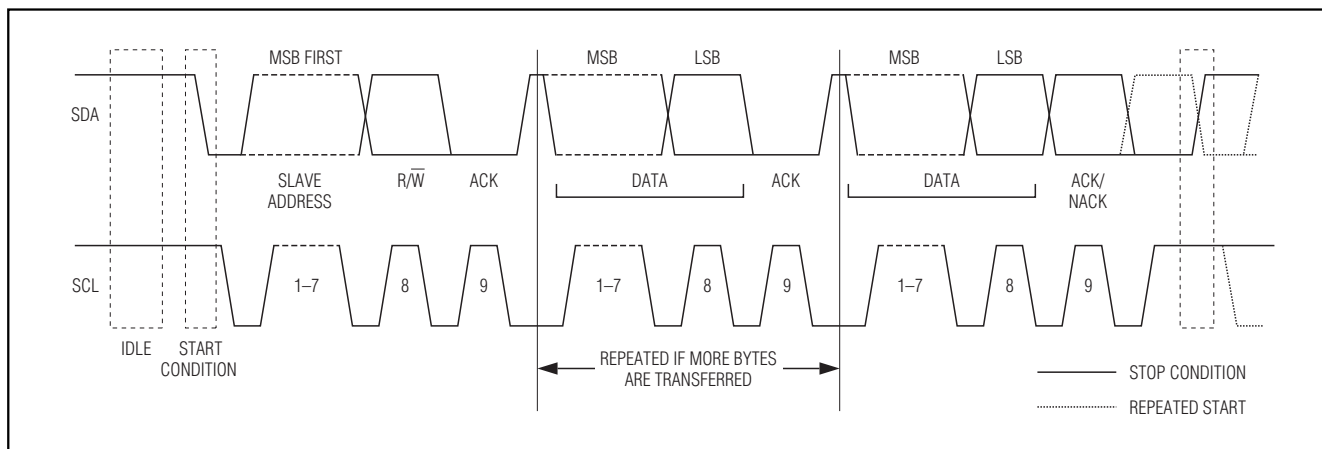 MSB FIRST
MSB LSB
MSB LSB
SDA
SLAVE
ADDRESS
R/W̅
ACK
DATA
ACK
DATA
ACK/
NACK
SCL
1–7 8 9
1–7 8 9
1–7 8 9
IDLE
START
CONDITION
REPEATED IF MORE BYTES
ARE TRANSFERRED
STOP CONDITION
REPEATED START